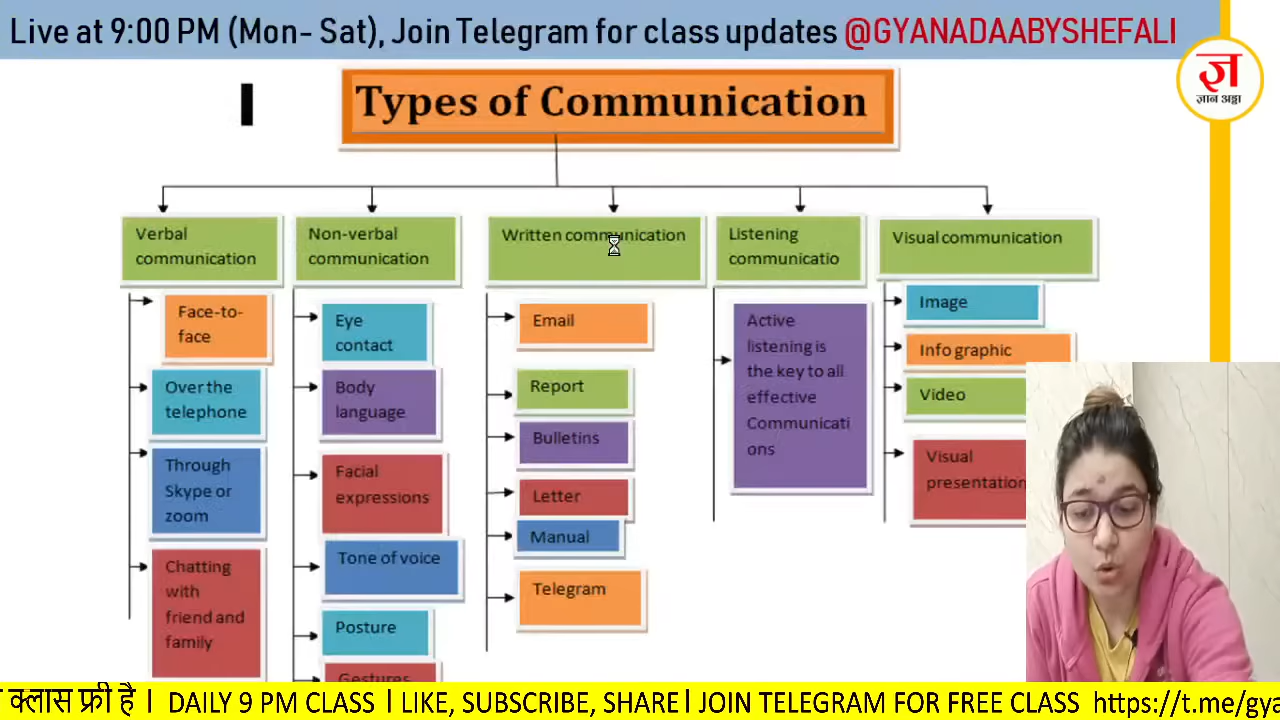 Live at 9:00 PM (Mon- Sat), Join Telegram for class updates @GYANADAABYSHEFALI
ज्ञ
ज्ञान अड्डा
Types of Communication
Verbal
communication
Face-to-
face
Over the
telephone
Through
Skype or
zoom
Chatting
with
friend and
family
Non-verbal
communication
Eye
contact
Body
language
Facial
expressions
Tone of voice
Posture
Gestures
Written communication
Email
Report
Bulletins
Letter
Manual
Telegram
Listening
communicatio
Active
listening is
the key to all
effective
Communicati
ons
Visual communication
Image
Info graphic
Video
Visual
presentation
क्लास फ्री है । DAILY 9 PM CLASS । LIKE, SUBSCRIBE, SHARE। JOIN TELEGRAM FOR FREE CLASS https://t.me/gya